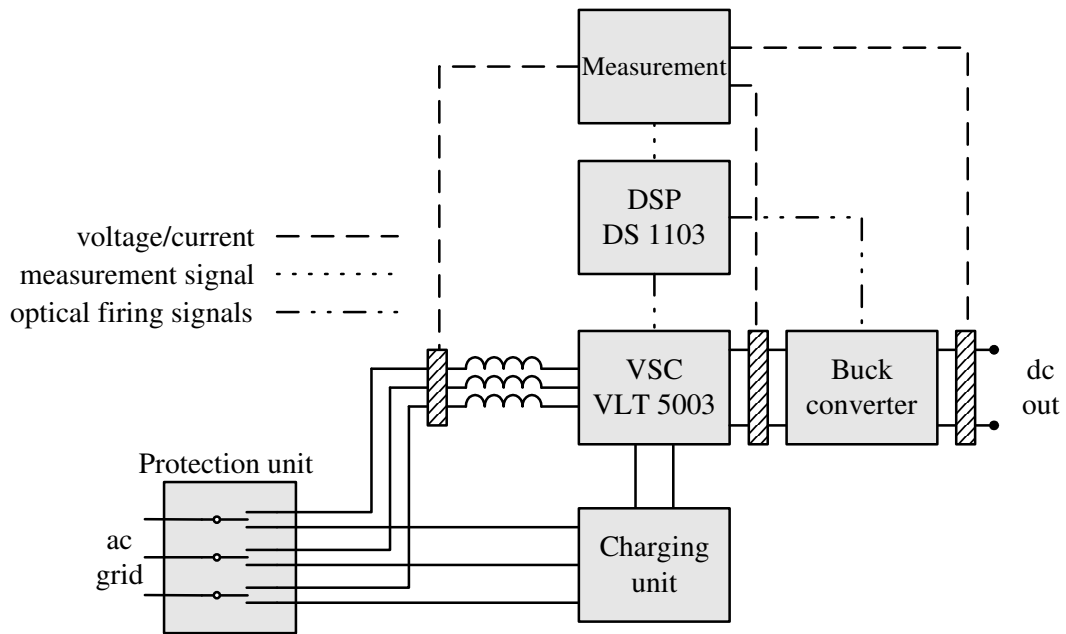 Measurement
DSP
DS 1103
voltage/current
measurement signal
optical firing signals
VSC
VLT 5003
Buck
converter
dc
out
Protection unit
ac
grid
Charging
unit